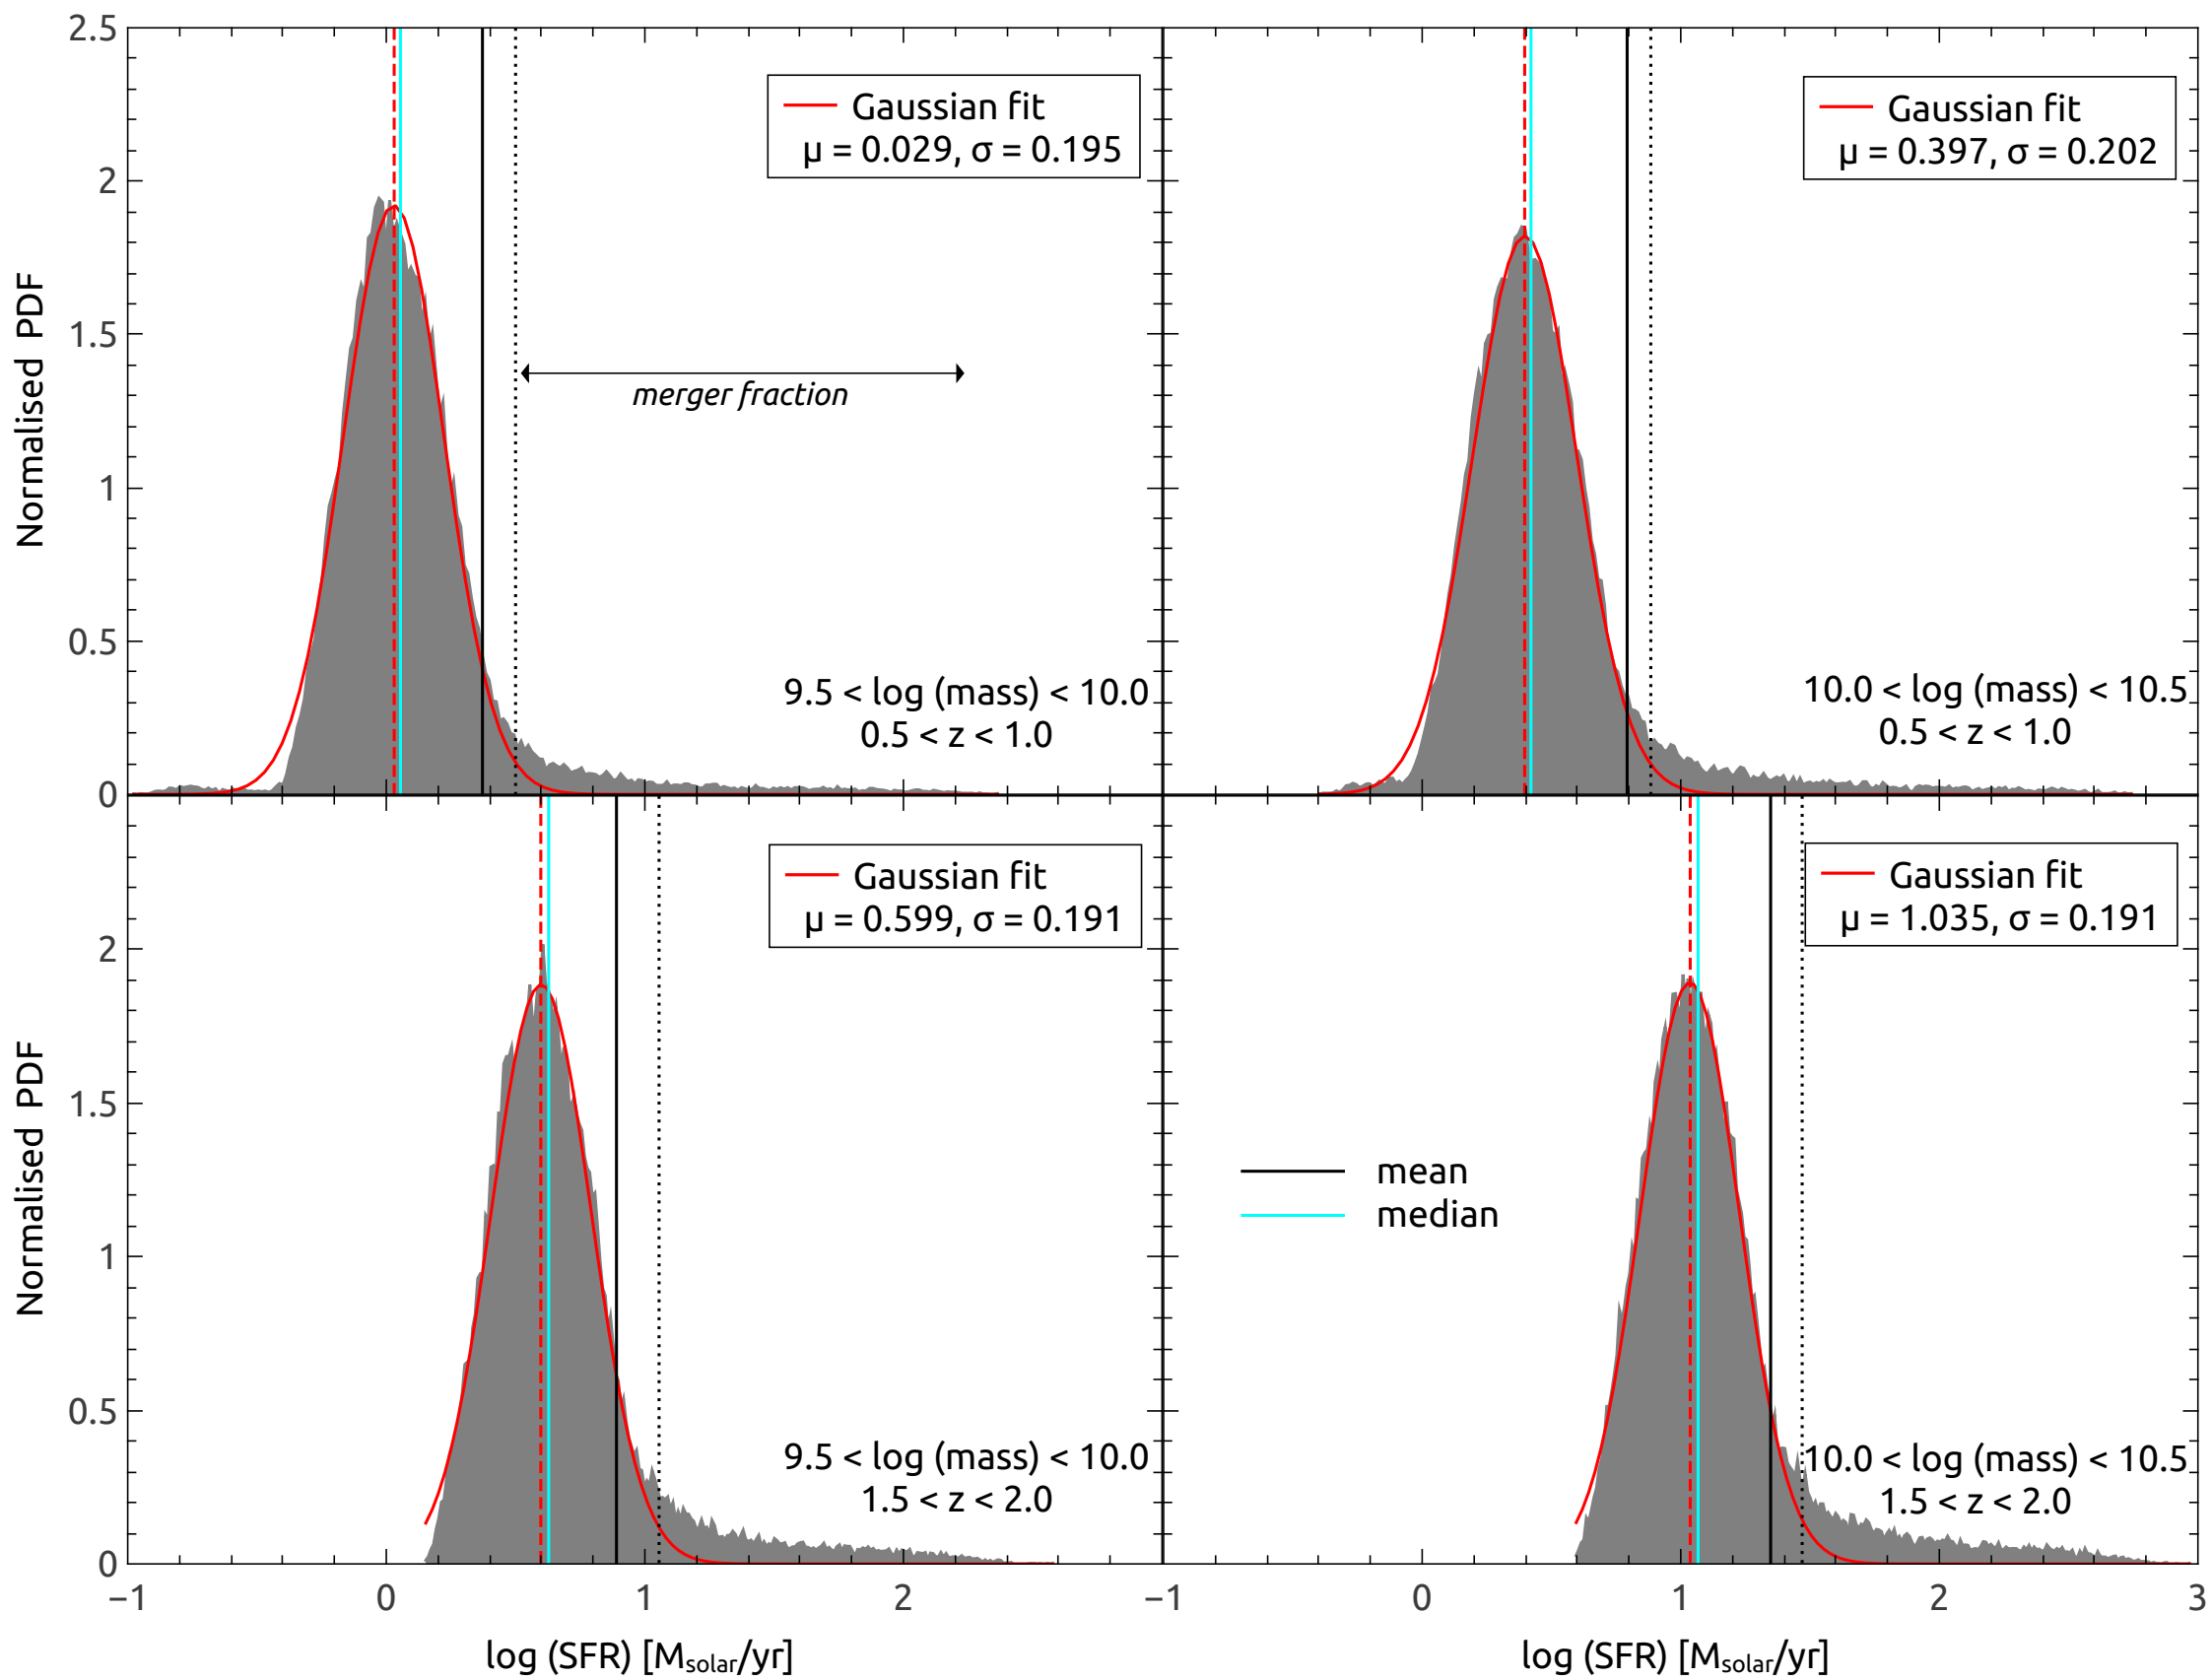 2.5
2
1.5
1
0.5
0
Normalised PDF
Gaussian fit
μ = 0.029, σ = 0.195
merger fraction
9.5 < log (mass) < 10.0
0.5 < z < 1.0
Gaussian fit
μ = 0.397, σ = 0.202
10.0 < log (mass) < 10.5
0.5 < z < 1.0
2
1.5
1
0.5
0
Normalised PDF
Gaussian fit
μ = 0.599, σ = 0.191
9.5 < log (mass) < 10.0
1.5 < z < 2.0
−1 0 1 2
log (SFR) [Msolar/yr]
Gaussian fit
μ = 1.035, σ = 0.191
mean
median
10.0 < log (mass) < 10.5
1.5 < z < 2.0
−1 0 1 2 3
log (SFR) [Msolar/yr]